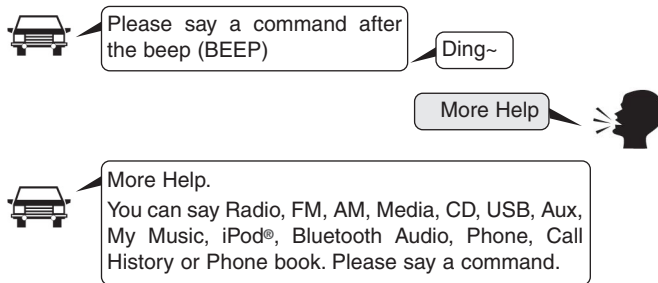 Please say a command after
the beep (BEEP)
Ding~
More Help
More Help.
You can say Radio, FM, AM, Media, CD, USB, Aux,
My Music, iPod®, Bluetooth Audio, Phone, Call
History or Phone book. Please say a command.